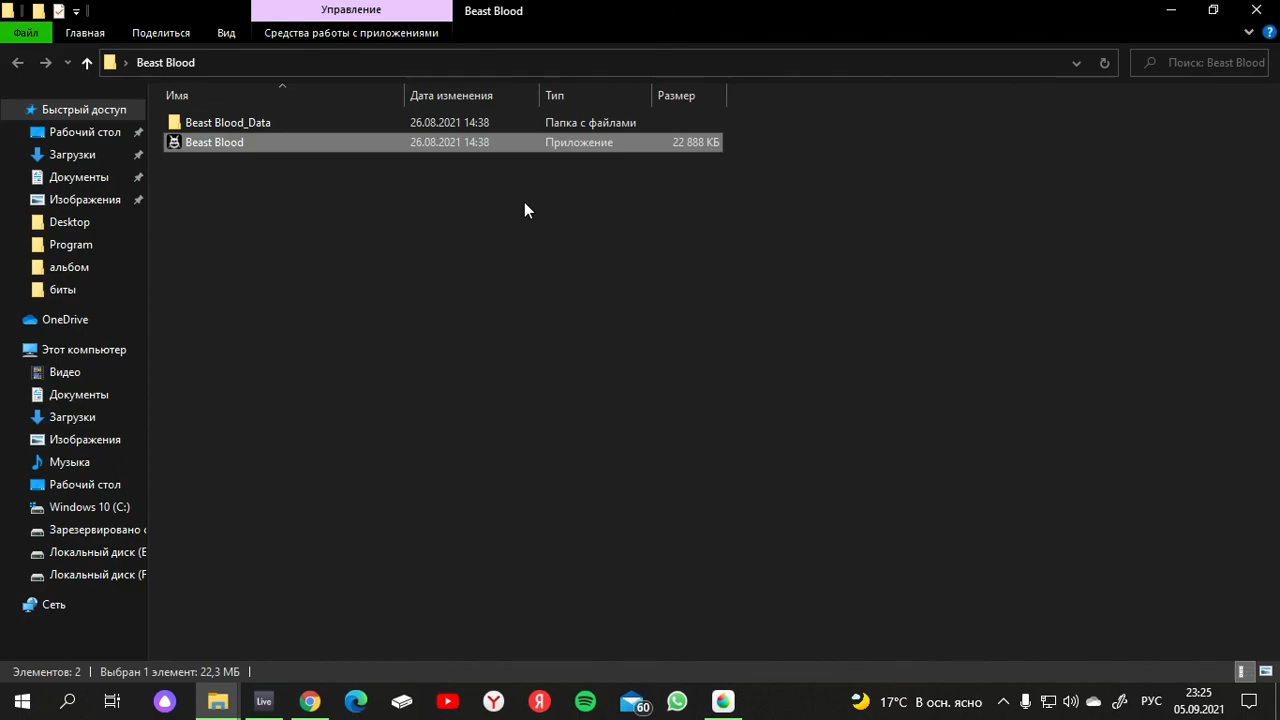 Управление
Beast Blood
Файл
Главная
Поделиться
Вид
Средства работы с приложениями
Beast Blood
Поиск: Beast Blood
Имя
Дата изменения
Тип
Размер
Beast Blood_Data
26.08.2021 14:38
Папка с файлами
Beast Blood
26.08.2021 14:38
Приложение
22 888 КБ
Быстрый доступ
Рабочий стол
Загрузки
Документы
Изображения
Desktop
Program
альбом
биты
OneDrive
Этот компьютер
Видео
Документы
Загрузки
Изображения
Музыка
Рабочий стол
Windows 10 (C:)
Зарезервировано с
Локальный диск (E
Локальный диск (F
Сеть
Элементов: 2
Выбран 1 элемент: 22,3 МБ
Live
60
17°C В осн. ясно
РУС
23:25
05.09.2021